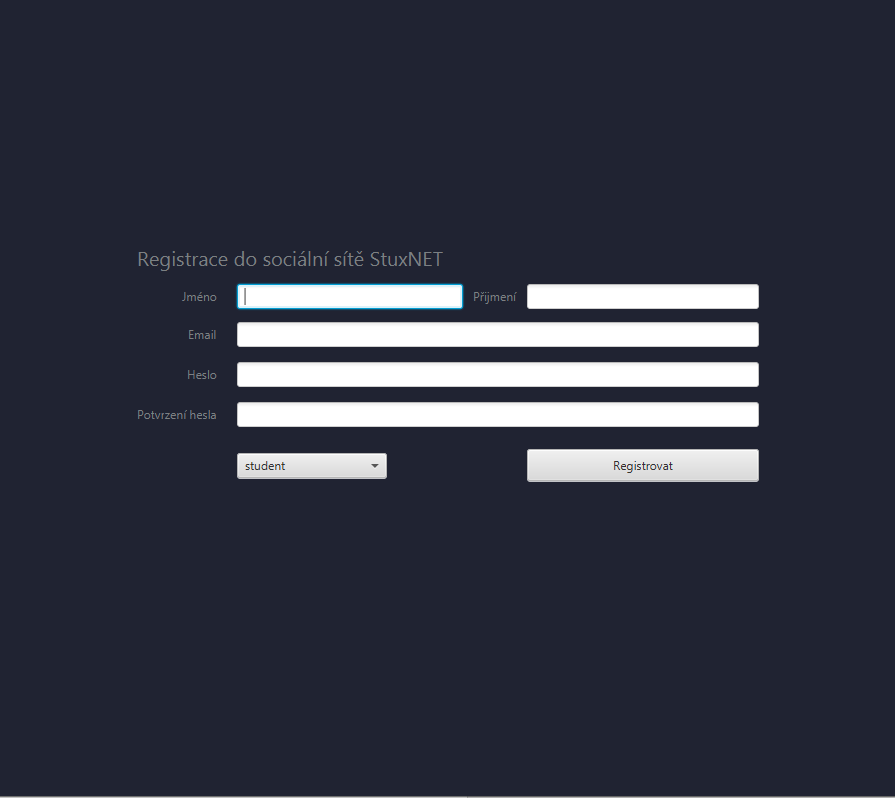 Registrace do sociální sítě StuxNET
Jméno Příjmení
Email
Heslo
Potvrzení hesla
student Registrovat